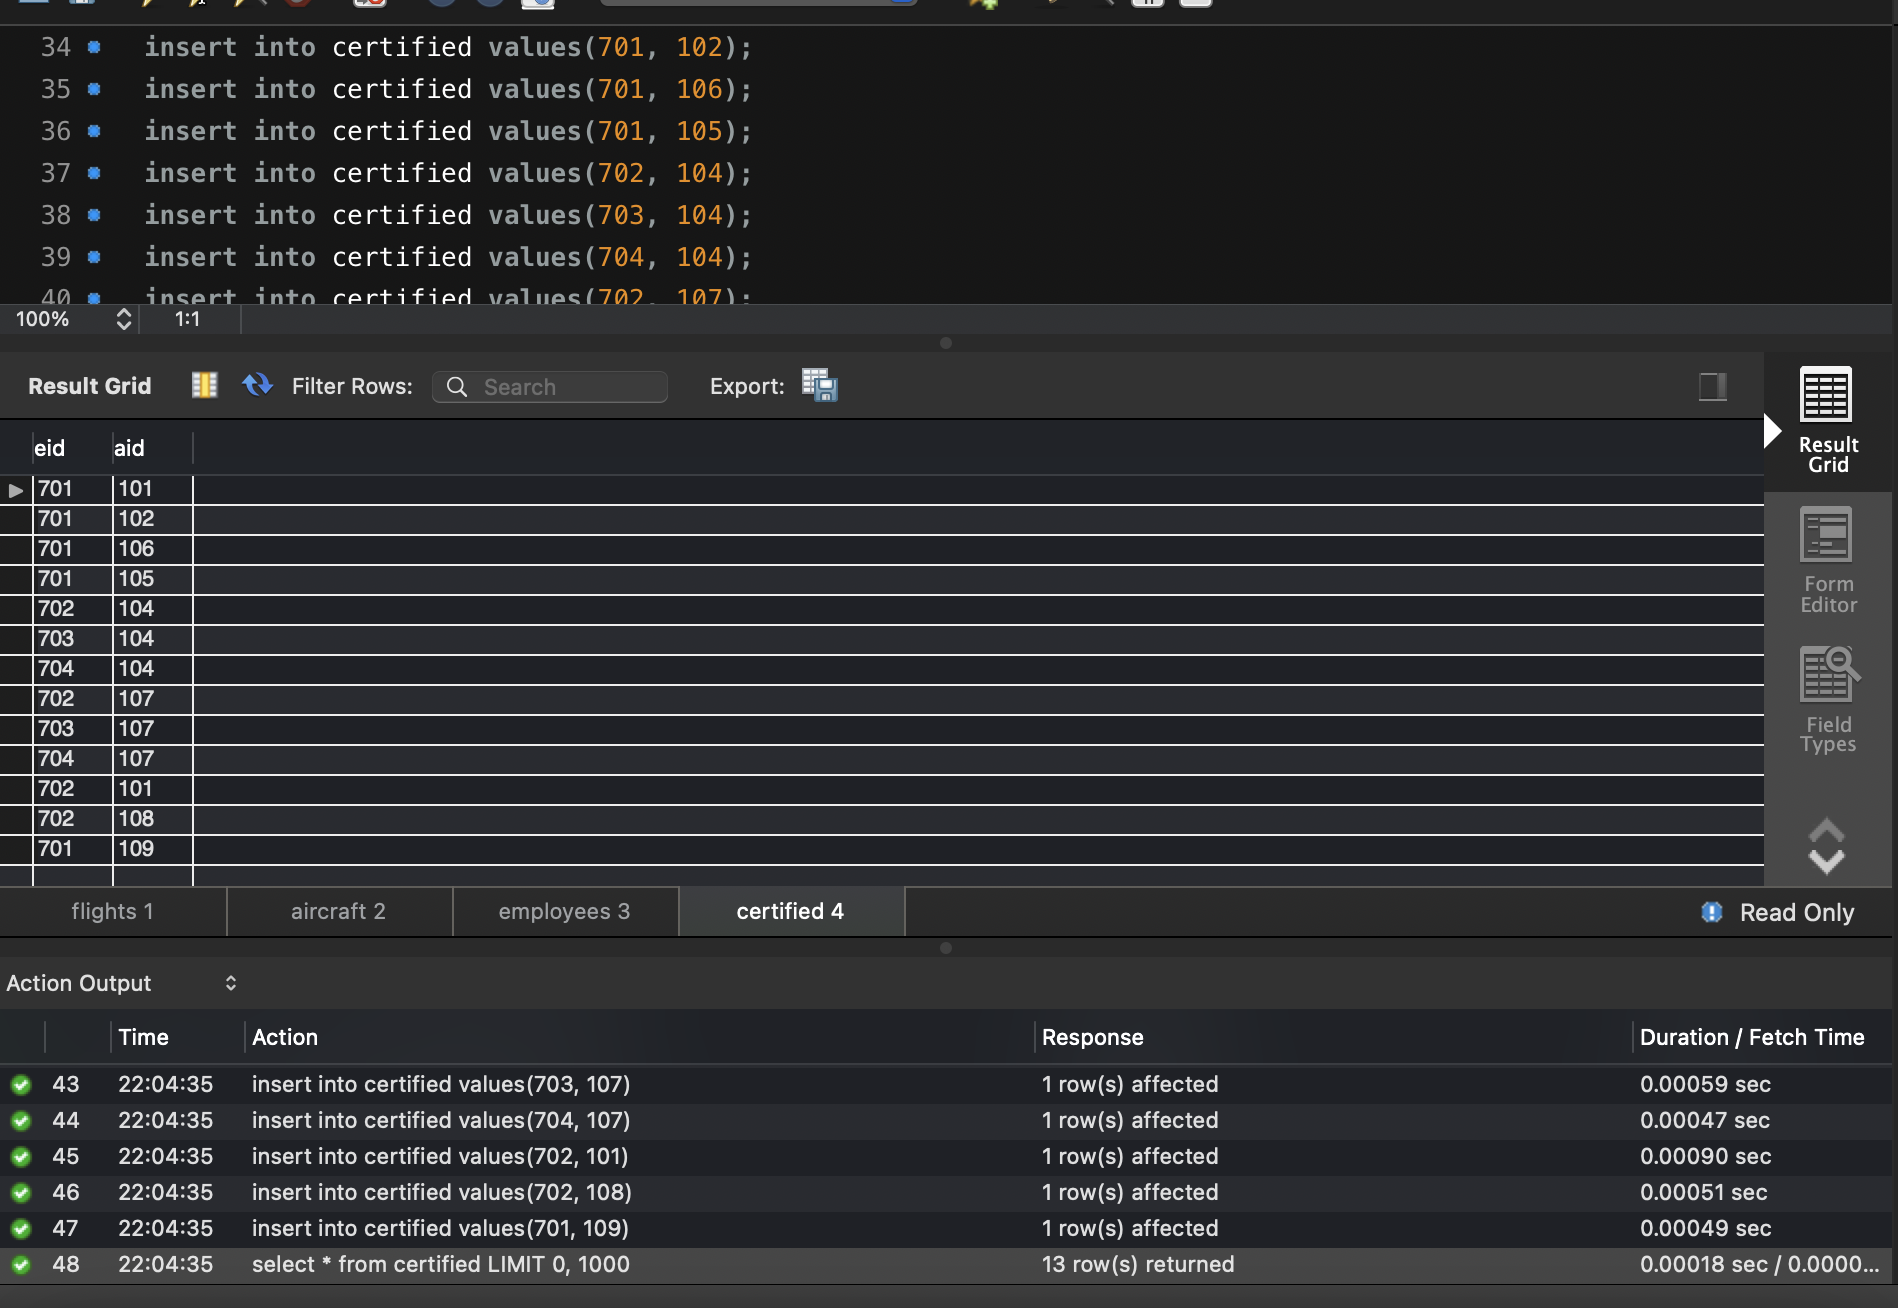 34 insert into certified values(701, 102);
35 insert into certified values(701, 106);
36 insert into certified values(701, 105);
37 insert into certified values(702, 104);
38 insert into certified values(703, 104);
39 insert into certified values(704, 104);
40 insert into certified values(702, 107);
100% 1:1
Result Grid Filter Rows: Search Export:
Result
Grid
Form
Editor
Field
Types
eid aid
701 101
701 102
701 106
701 105
702 104
703 104
704 104
702 107
703 107
704 107
702 101
702 108
701 109
flights 1 aircraft 2 employees 3 certified 4 Read Only
Action Output
Time Action Response Duration / Fetch Time
43 22:04:35 insert into certified values(703, 107) 1 row(s) affected 0.00059 sec
44 22:04:35 insert into certified values(704, 107) 1 row(s) affected 0.00047 sec
45 22:04:35 insert into certified values(702, 101) 1 row(s) affected 0.00090 sec
46 22:04:35 insert into certified values(702, 108) 1 row(s) affected 0.00051 sec
47 22:04:35 insert into certified values(701, 109) 1 row(s) affected 0.00049 sec
48 22:04:35 select * from certified LIMIT 0, 1000 13 row(s) returned 0.00018 sec / 0.0000...